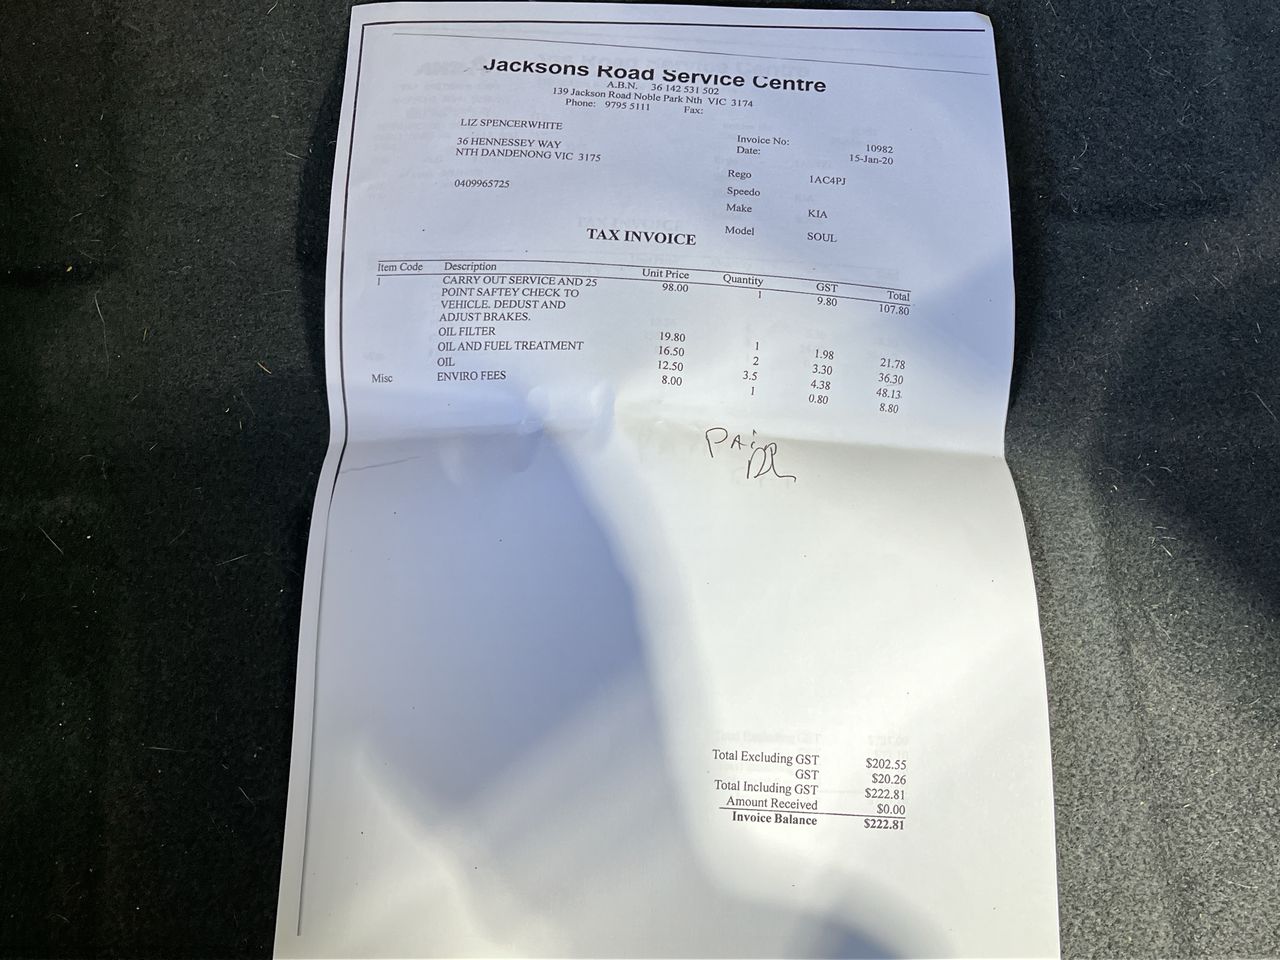 Jacksons Road Service Centre
A.B.N. 36 142 531 502
139 Jackson Road Noble Park Nth VIC 3174
Phone: 9795 5111 Fax:
LIZ SPENCERWHITE
36 HENNESSEY WAY
NTH DANDENONG VIC 3175
0409965725
Invoice No: 10982
Date: 15-Jan-20
Rego 1AC4PJ
Speedo
Make KIA
Model SOUL
TAX INVOICE
Item Code Description Unit Price Quantity GST Total
1 CARRY OUT SERVICE AND 25 98.00 1 9.80 107.80
POINT SAFTEY CHECK TO
VEHICLE. DEDUST AND
ADJUST BRAKES.
OIL FILTER 19.80 1 1.98 21.78
OIL AND FUEL TREATMENT 16.50 2 3.30 36.30
OIL 12.50 3.5 4.38 48.13
Misc ENVIRO FEES 8.00 1 0.80 8.80
PAiD
Total Excluding GST $202.55
GST $20.26
Total Including GST $222.81
Amount Received $0.00
Invoice Balance $222.81